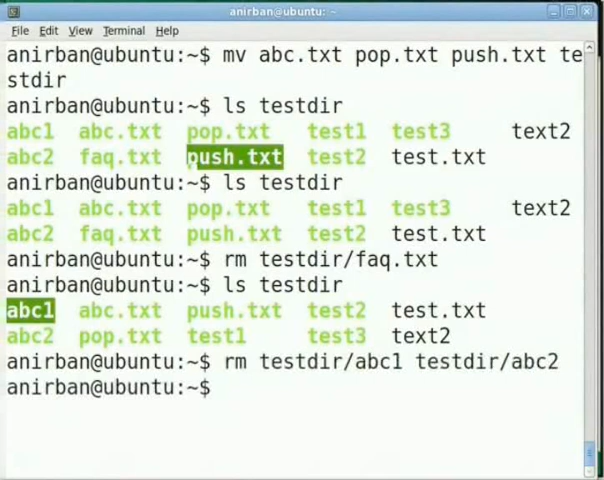 anirban@ubuntu: ~
File Edit View Terminal Help
anirban@ubuntu:~$ mv abc.txt pop.txt push.txt te
stdir
anirban@ubuntu:~$ ls testdir
abc1 abc.txt pop.txt test1 test3 text2
abc2 faq.txt push.txt test2 test.txt
anirban@ubuntu:~$ ls testdir
abc1 abc.txt pop.txt test1 test3 text2
abc2 faq.txt push.txt test2 test.txt
anirban@ubuntu:~$ rm testdir/faq.txt
anirban@ubuntu:~$ ls testdir
abc1 abc.txt push.txt test2 test.txt
abc2 pop.txt test1 test3 text2
anirban@ubuntu:~$ rm testdir/abc1 testdir/abc2
anirban@ubuntu:~$